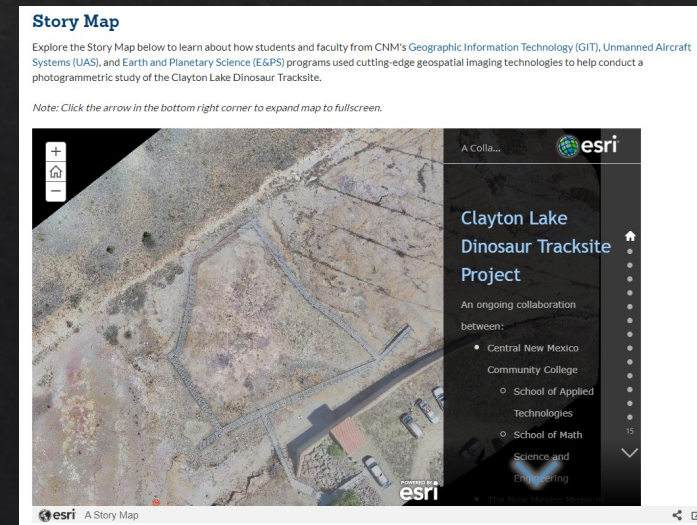 Story Map
Explore the Story Map below to learn about how students and faculty from CNM's Geographic Information Technology (GIT), Unmanned Aircraft
Systems (UAS), and Earth and Planetary Science (E&PS) programs used cutting-edge geospatial imaging technologies to help conduct a
photogrammetric study of the Clayton Lake Dinosaur Tracksite.
Note: Click the arrow in the bottom right corner to expand map to fullscreen.
+
−
A Colla...
esri
Clayton Lake
Dinosaur Tracksite
Project
An ongoing collaboration
between:
Central New Mexico
Community College
School of Applied
Technologies
School of Math
Science and
Engineering
The New Mexico Museum
15
POWERED BY
esri
esri A Story Map